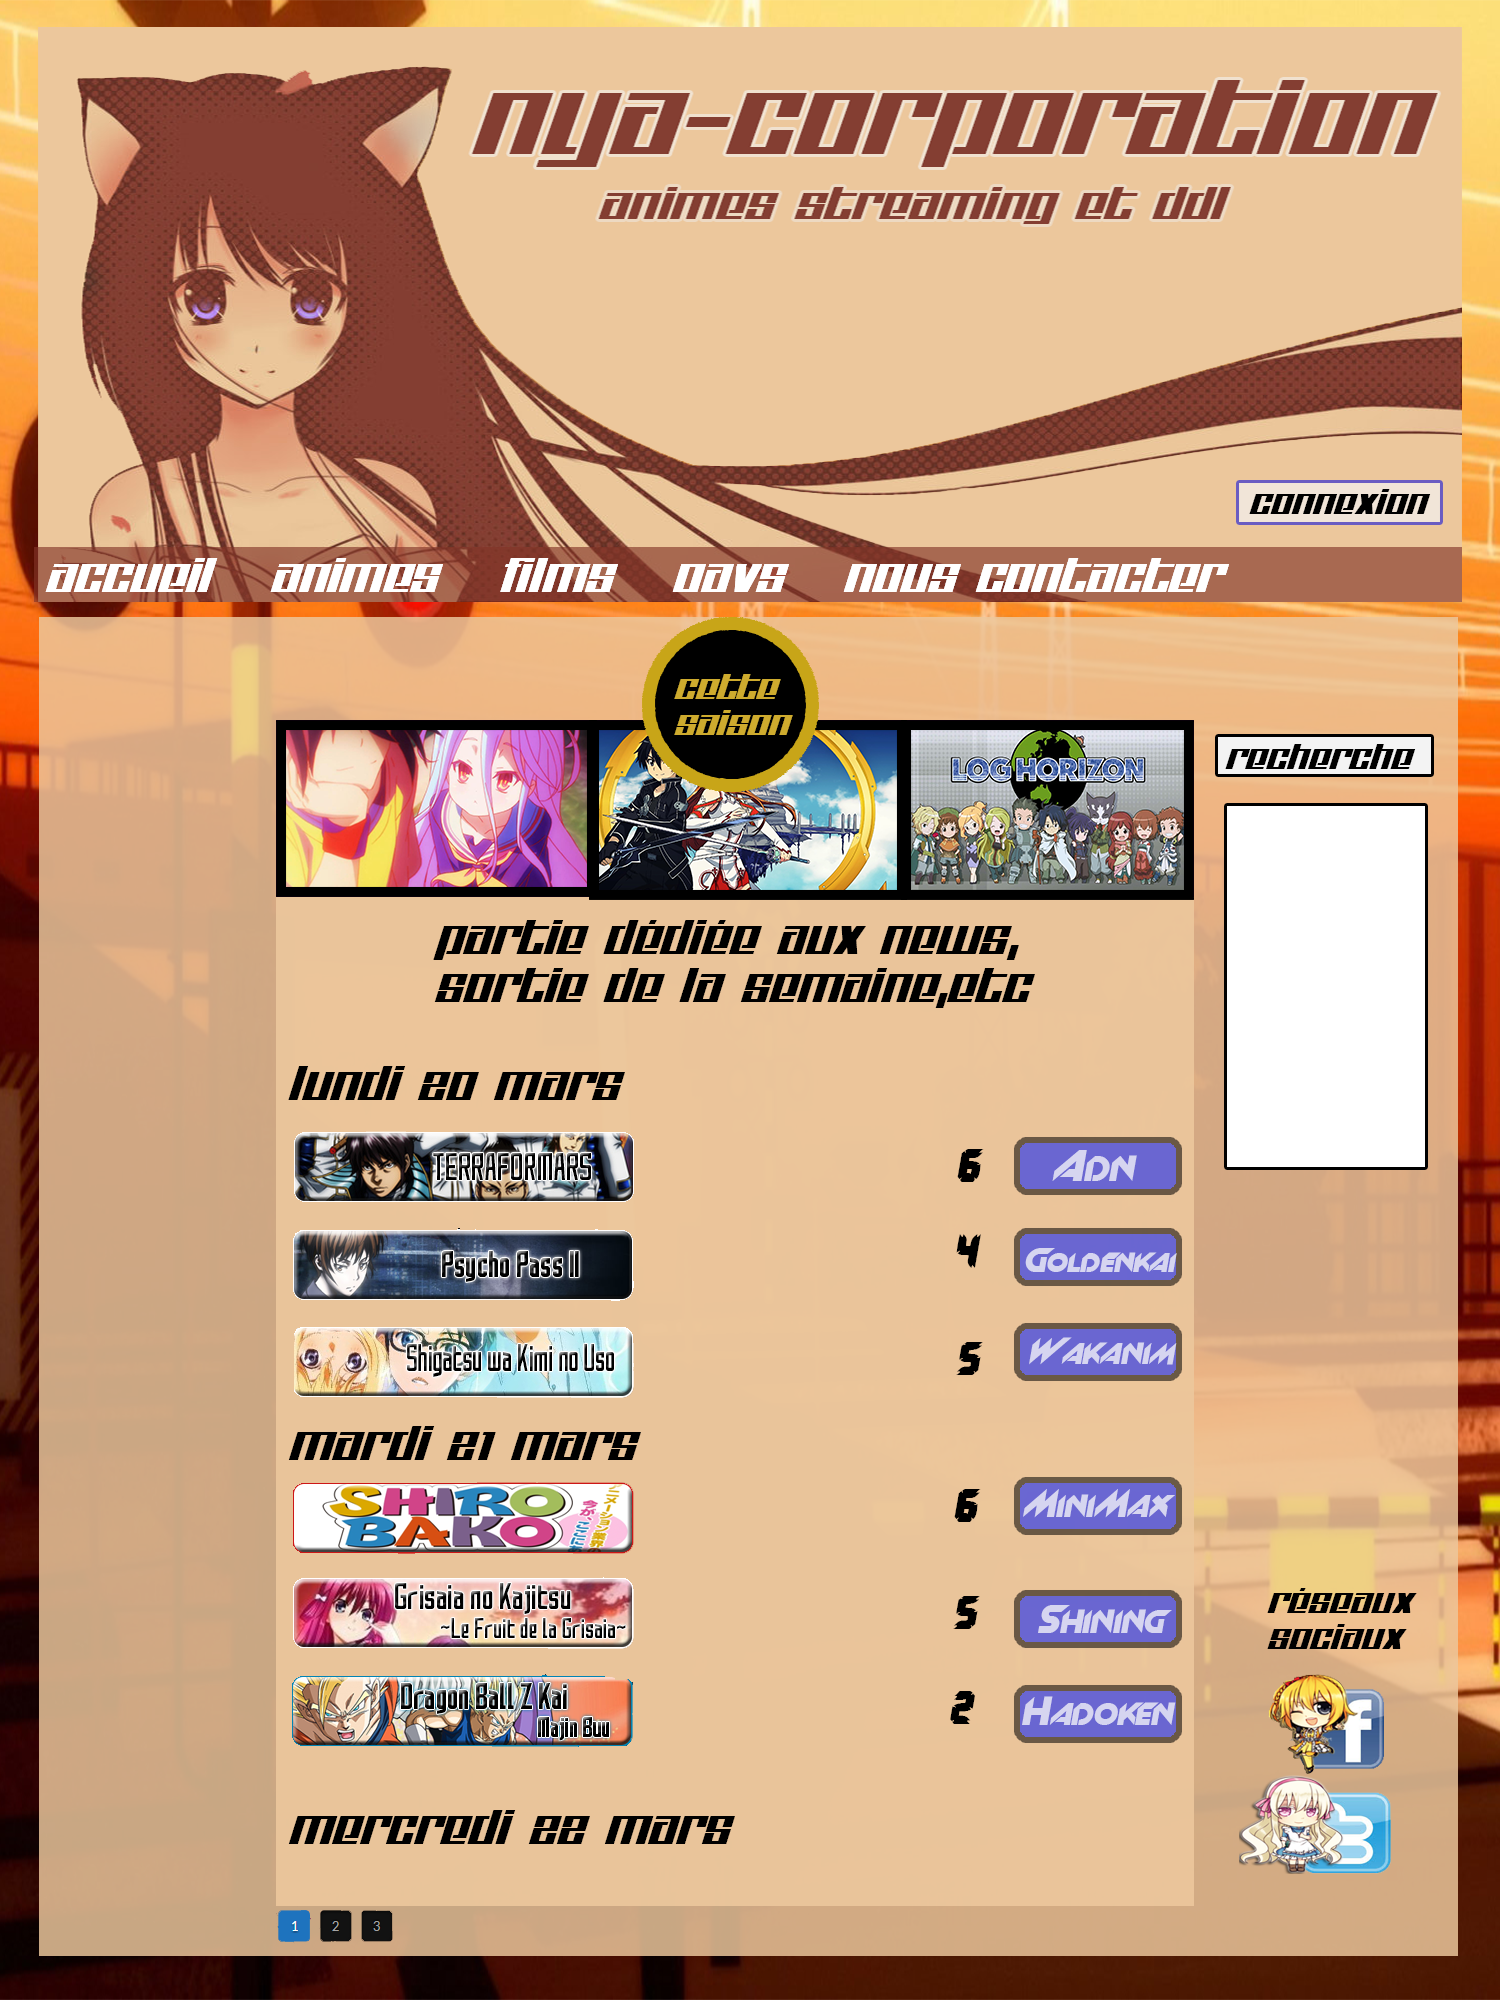 nya-corporation
animes streaming et ddl
connexion
accueil animes films oavs nous contacter
cette
saison
LOG HORIZON
recherche
partie dédiée aux news,
sortie de la semaine,etc
lundi 20 mars
TERRAFORMARS 6 ADN
Psycho Pass II 4 GOLDENKAI
Shigatsu wa Kimi no Uso 5 WAKANIM
mardi 21 mars
SHIRO
BAKO 6 MINIMAX
Grisaia no Kajitsu
~Le Fruit de la Grisaia~ 5 SHINING
Dragon Ball Z Kai
Majin Buu 2 HADOKEN
réseaux
sociaux
f
mercredi 22 mars
1 2 3